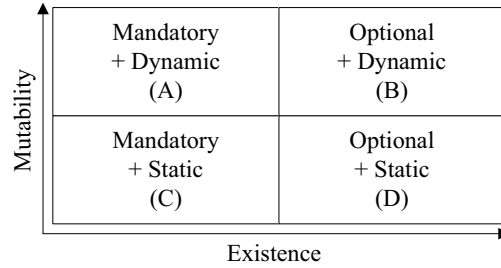 Mutability
Mandatory
+ Dynamic
(A)
Optional
+ Dynamic
(B)
Mandatory
+ Static
(C)
Optional
+ Static
(D)
Existence